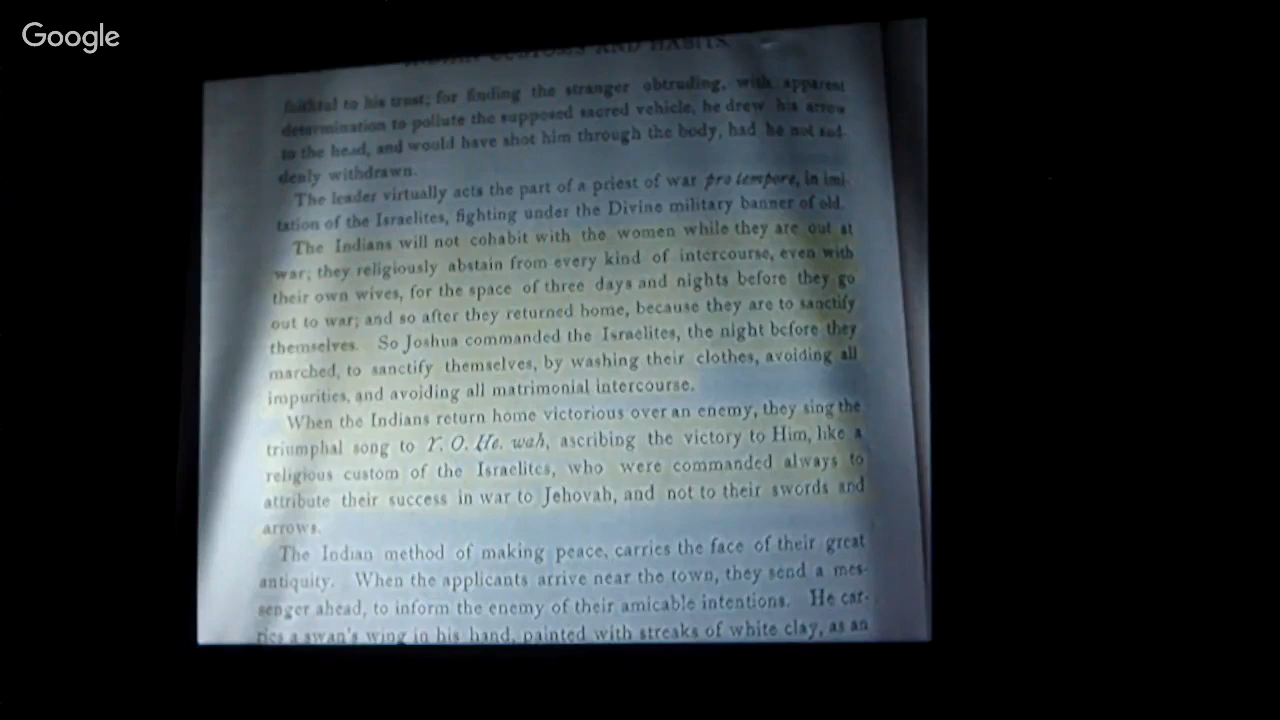 Google
INDIAN CUSTOMS AND HABITS
faithful to his trust; for finding the stranger obtruding, with apparent
determination to pollute the supposed sacred vehicle, he drew his arrow
to the head, and would have shot him through the body, had he not sud-
denly withdrawn.
The leader virtually acts the part of a priest of war pro tempore, in imi-
tation of the Israelites, fighting under the Divine military banner of old.
The Indians will not cohabit with the women while they are out at
war; they religiously abstain from every kind of intercourse, even with
their own wives, for the space of three days and nights before they go
out to war; and so after they returned home, because they are to sanctify
themselves. So Joshua commanded the Israelites, the night before they
marched, to sanctify themselves, by washing their clothes, avoiding all
impurities, and avoiding all matrimonial intercourse.
When the Indians return home victorious over an enemy, they sing the
triumphal song to Y. O. He. wah, ascribing the victory to Him, like a
religious custom of the Israelites, who were commanded always to
attribute their success in war to Jehovah, and not to their swords and
arrows.
The Indian method of making peace, carries the face of their great
antiquity. When the applicants arrive near the town, they send a mes-
senger ahead, to inform the enemy of their amicable intentions. He car-
ries a swan's wing in his hand, painted with streaks of white clay, as an